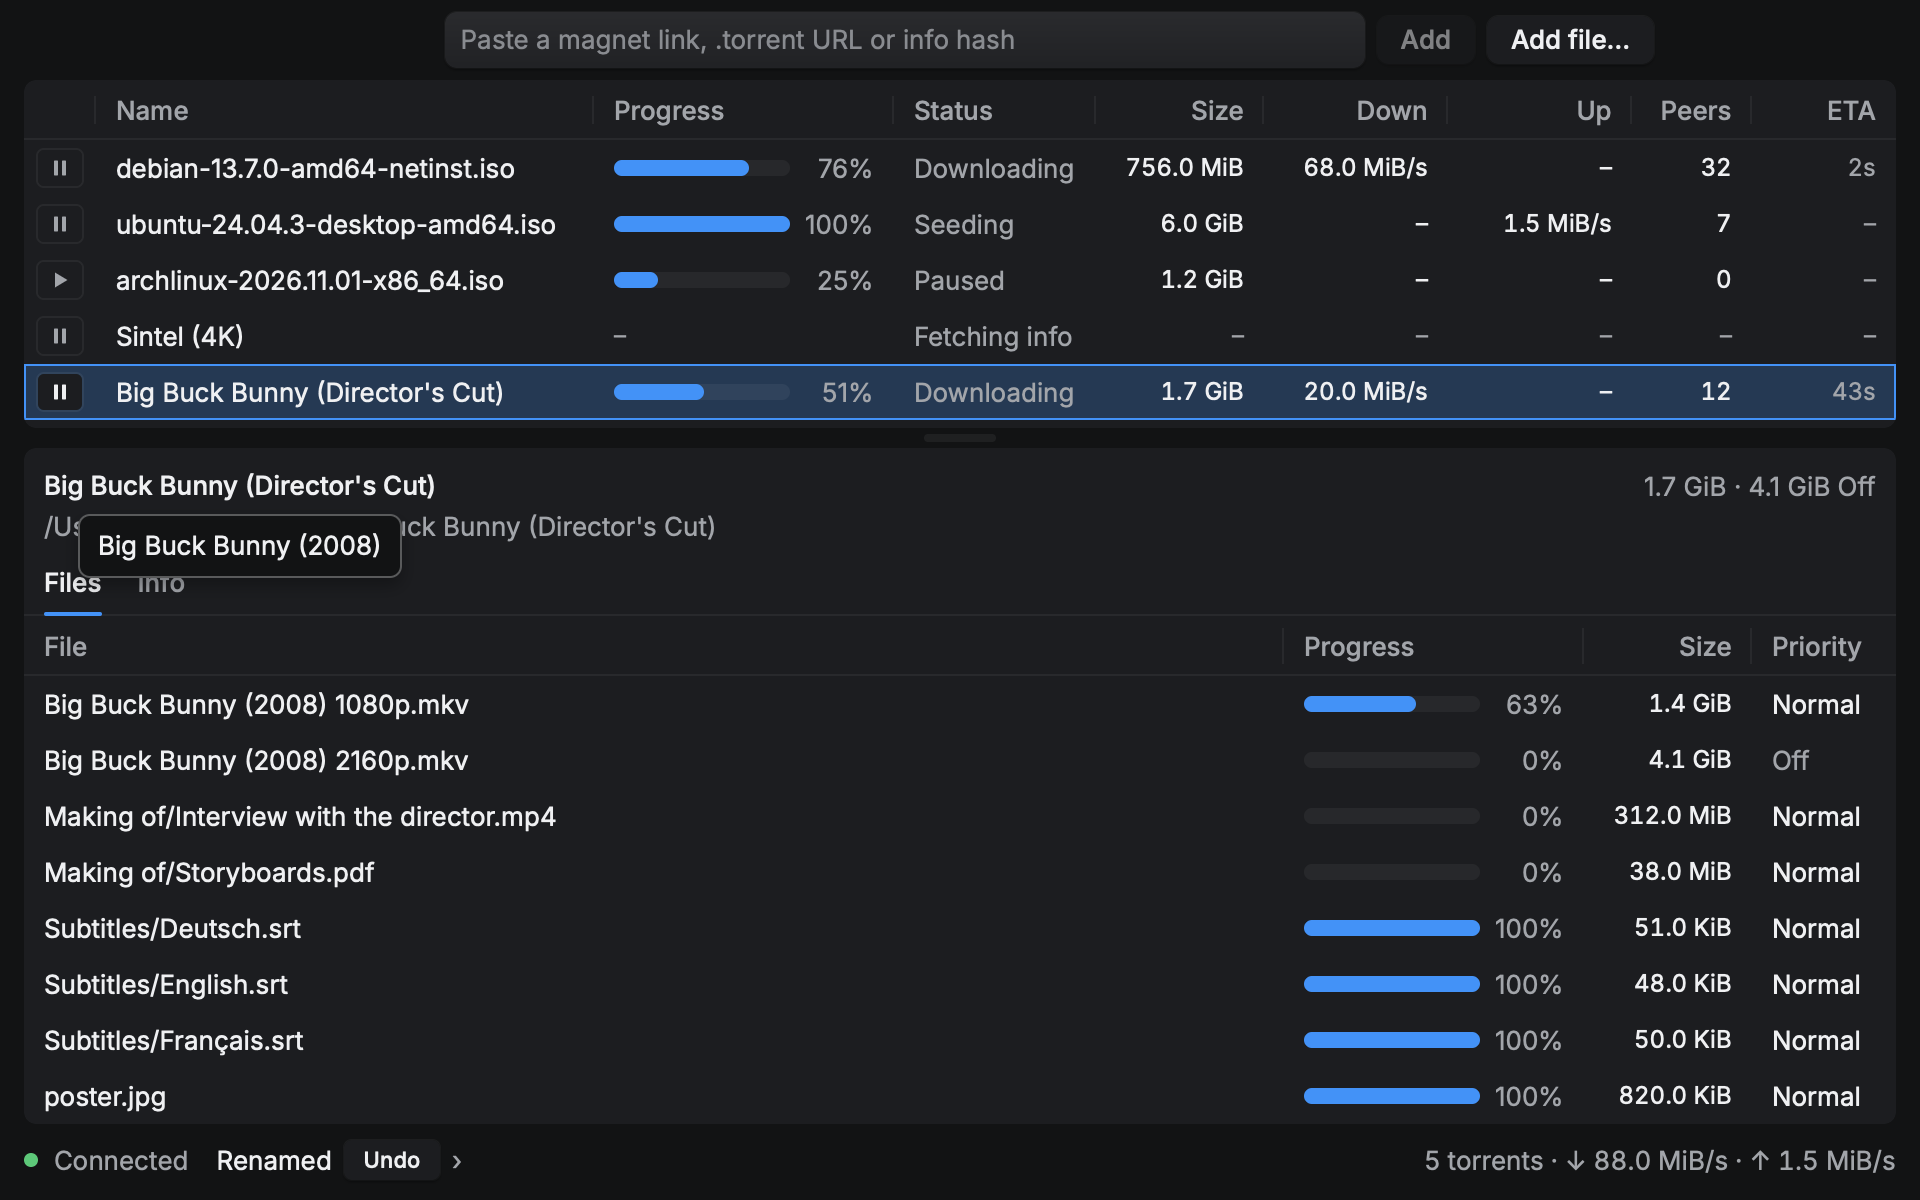 Paste a magnet link, .torrent URL or info hash Add Add file...
Name Progress Status Size Down Up Peers ETA
debian-13.7.0-amd64-netinst.iso 76% Downloading 756.0 MiB 68.0 MiB/s – 32 2s
ubuntu-24.04.3-desktop-amd64.iso 100% Seeding 6.0 GiB – 1.5 MiB/s 7 –
archlinux-2026.11.01-x86_64.iso 25% Paused 1.2 GiB – – 0 –
Sintel (4K) – Fetching info – – – – –
Big Buck Bunny (Director's Cut) 51% Downloading 1.7 GiB 20.0 MiB/s – 12 43s
Big Buck Bunny (Director's Cut) 1.7 GiB · 4.1 GiB Off
Bunny (Director's Cut)
Big Buck Bunny (2008)
Files Info
File Progress Size Priority
Big Buck Bunny (2008) 1080p.mkv 63% 1.4 GiB Normal
Big Buck Bunny (2008) 2160p.mkv 0% 4.1 GiB Off
Making of/Interview with the director.mp4 0% 312.0 MiB Normal
Making of/Storyboards.pdf 0% 38.0 MiB Normal
Subtitles/Deutsch.srt 100% 51.0 KiB Normal
Subtitles/English.srt 100% 48.0 KiB Normal
Subtitles/Français.srt 100% 50.0 KiB Normal
poster.jpg 100% 820.0 KiB Normal
Connected Renamed Undo › 5 torrents · ↓ 88.0 MiB/s · ↑ 1.5 MiB/s